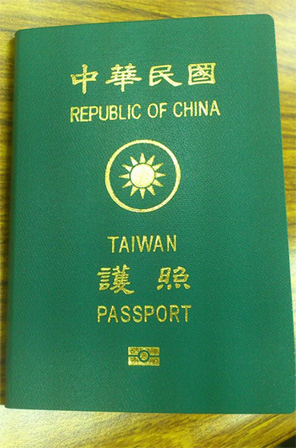 中華民國
REPUBLIC OF CHINA
TAIWAN
護照
PASSPORT